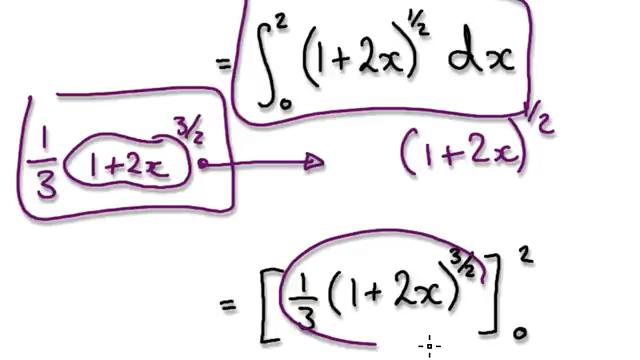 = ∫₀² (1+2x)^½ dx
1/3 (1+2x)^3/2 → (1+2x)^1/2
= [1/3 (1+2x)^3/2]₀²